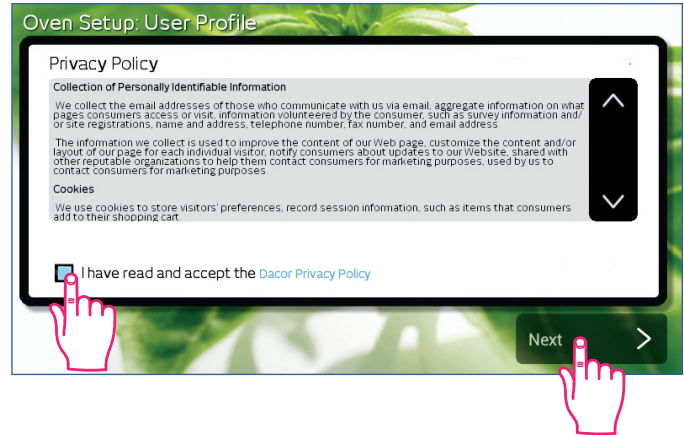 Oven Setup: User Profile
Privacy Policy
Collection of Personally Identifiable Information
We collect the email addresses of those who communicate with us via email, aggregate information on what
pages consumers access or visit, information volunteered by the consumer, such as survey information and/
or site registrations, name and address, telephone number, fax number, and email address.
The information we collect is used to improve the content of our Web page, customize the content and/or
layout of our page for each individual visitor, notify consumers about updates to our Website, shared with
other reputable organizations to help them contact consumers for marketing purposes, used by us to
contact consumers for marketing purposes.
Cookies
We use cookies to store visitors' preferences, record session information, such as items that consumers
add to their shopping cart.
I have read and accept the Dacor Privacy Policy
Next